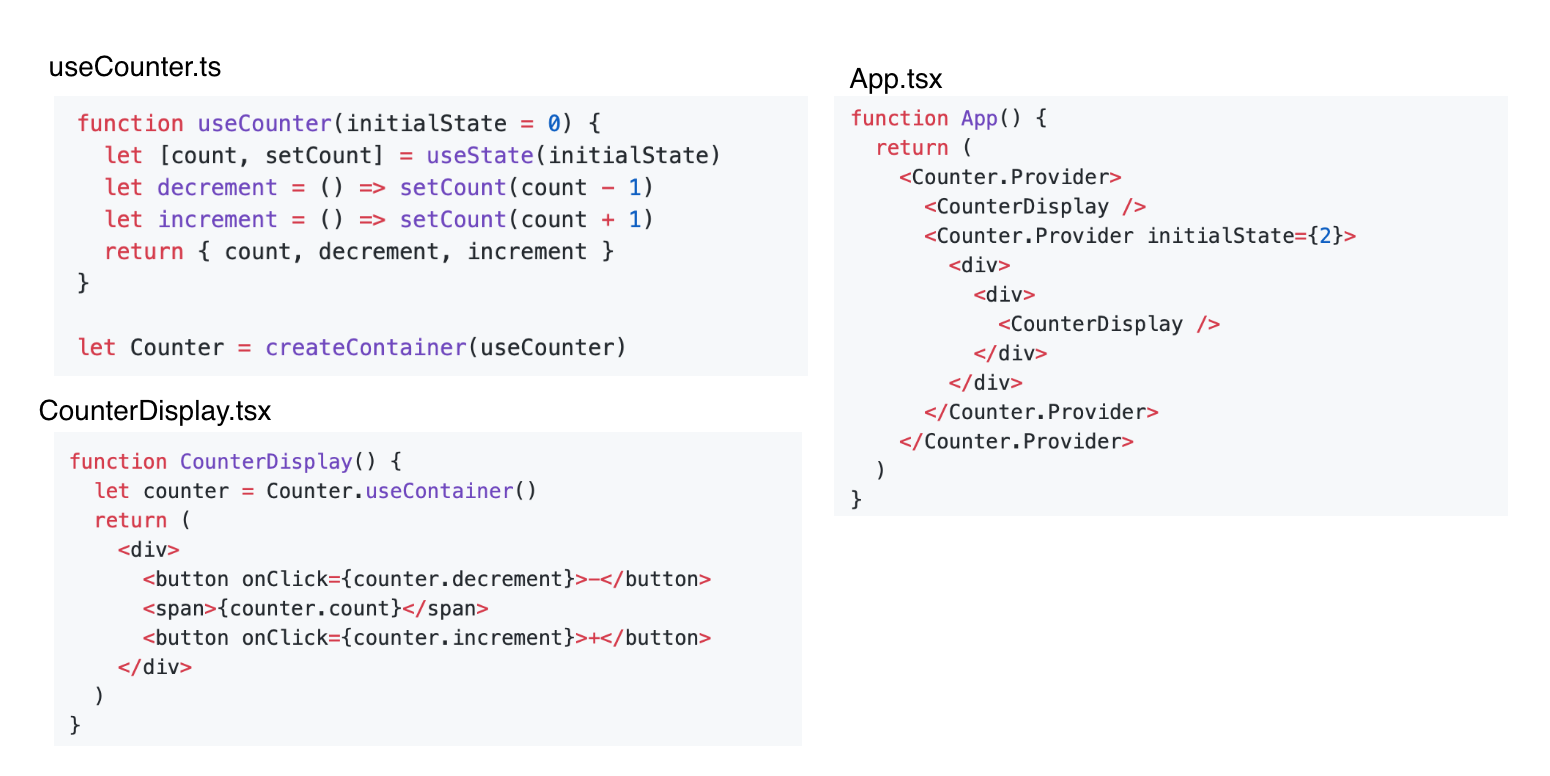 useCounter.ts
function useCounter(initialState = 0) {
  let [count, setCount] = useState(initialState)
  let decrement = () => setCount(count - 1)
  let increment = () => setCount(count + 1)
  return { count, decrement, increment }
}
let Counter = createContainer(useCounter)
CounterDisplay.tsx
function CounterDisplay() {
  let counter = Counter.useContainer()
  return (
    <div>
      <button onClick={counter.decrement}>–</button>
      <span>{counter.count}</span>
      <button onClick={counter.increment}>+</button>
    </div>
  )
}
App.tsx
function App() {
  return (
    <Counter.Provider>
      <CounterDisplay />
      <Counter.Provider initialState={2}>
        <div>
          <div>
            <CounterDisplay />
          </div>
        </div>
      </Counter.Provider>
    </Counter.Provider>
  )
}